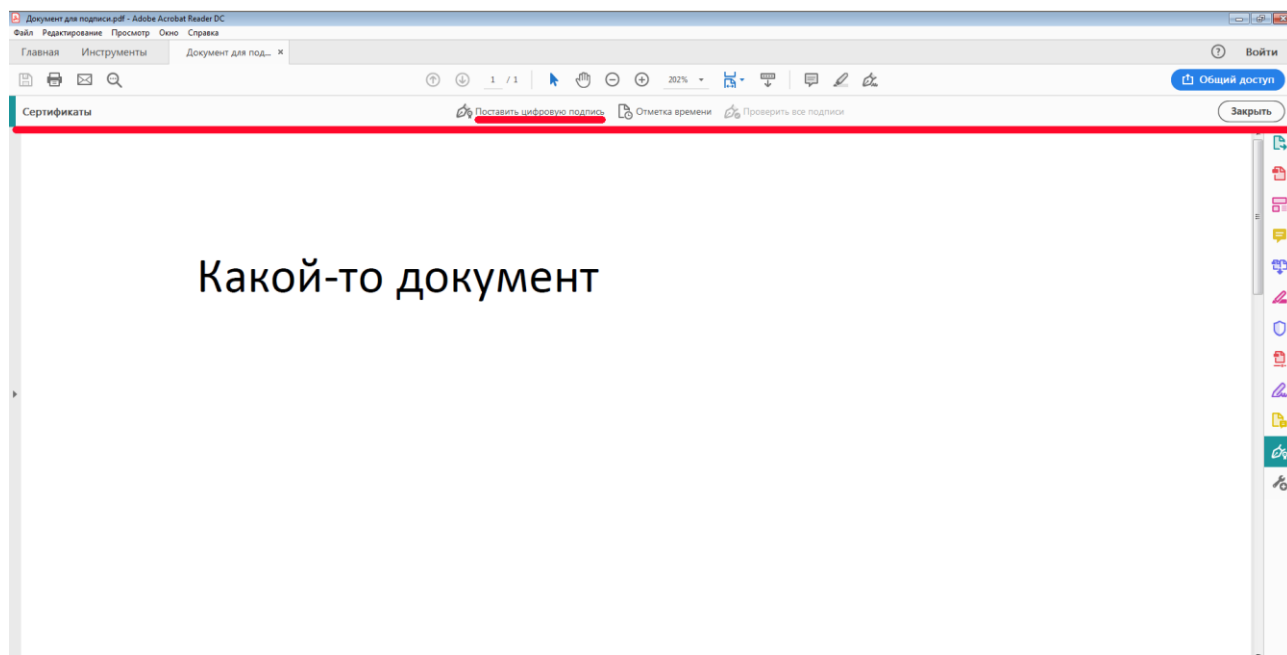 Документ для подписи.pdf - Adobe Acrobat Reader DC
Файл Редактирование Просмотр Окно Справка
Главная Инструменты Документ для под... × ? Войти
1 / 1 202% Общий доступ
Сертификаты Поставить цифровую подпись Отметка времени Проверить все подписи Закрыть
Какой-то документ